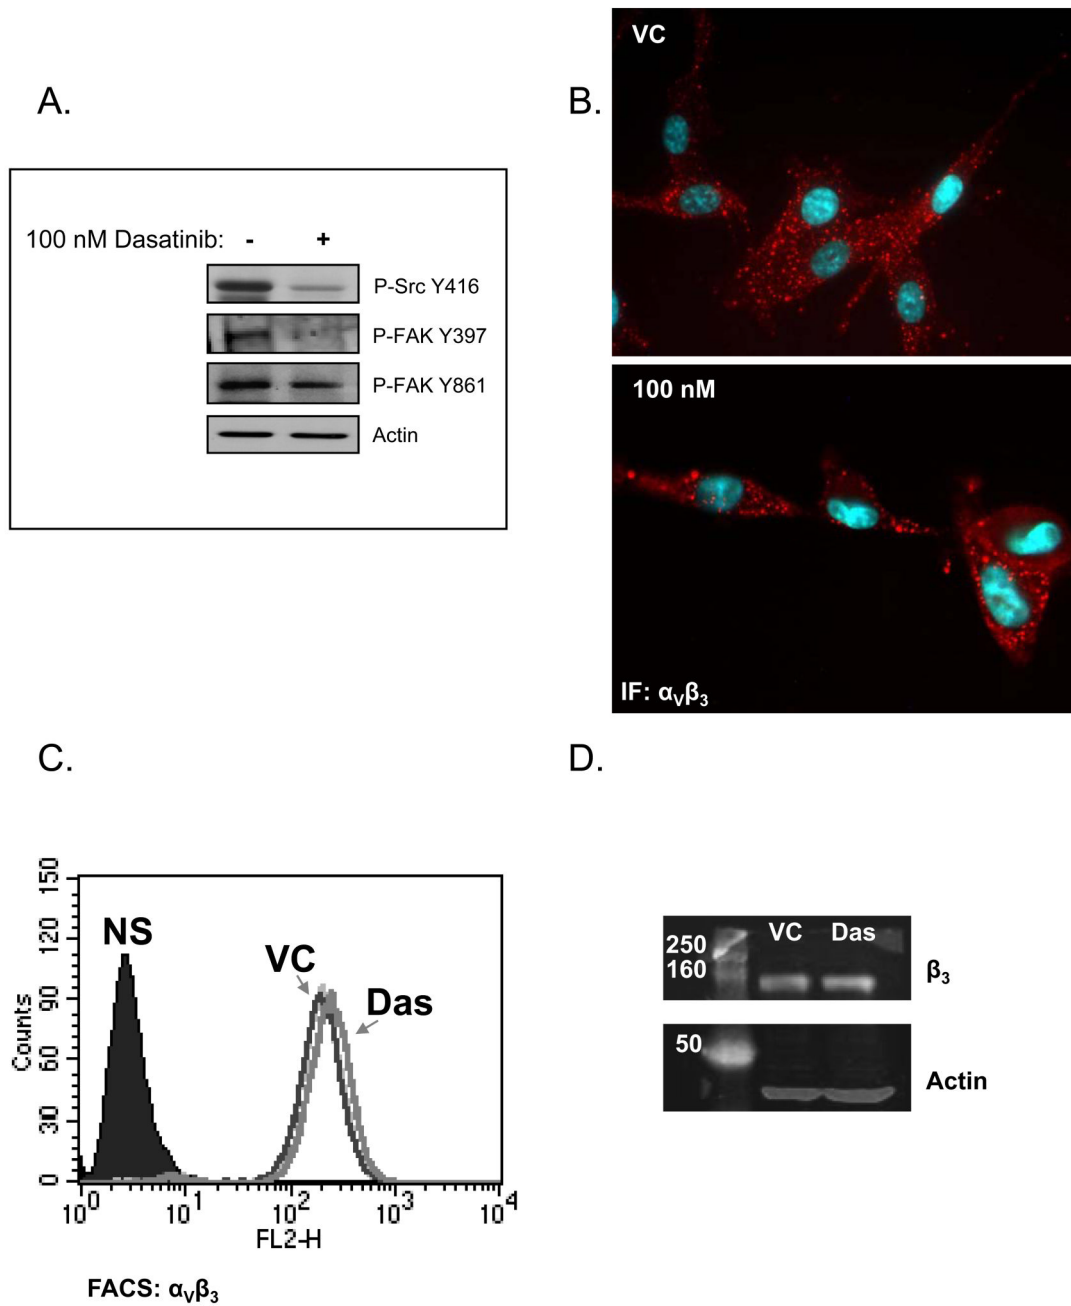 A.
100 nM Dasatinib: - +
P-Src Y416
P-FAK Y397
P-FAK Y861
Actin
B.
VC
100 nM
IF: αVβ3
C.
150
120
90
60
30
0
Counts
NS
VC
Das
10^0 10^1 10^2 10^3 10^4
FL2-H
FACS: αVβ3
D.
VC Das
250
160
β3
50
Actin